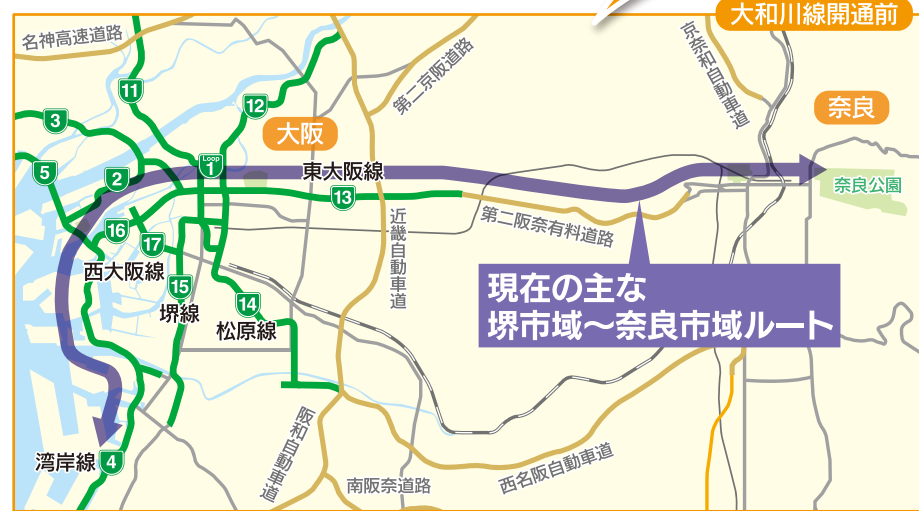 大和川線開通前
名神高速道路
第二京阪道路
京奈和自動車道
11
12
3
大阪
奈良
Loop
1
5
2
東大阪線
13
奈良公園
16
17
近畿自動車道
第二阪奈有料道路
西大阪線
15
堺線
14
松原線
現在の主な
堺市域～奈良市域ルート
阪和自動車道
湾岸線
4
南阪奈道路
西名阪自動車道